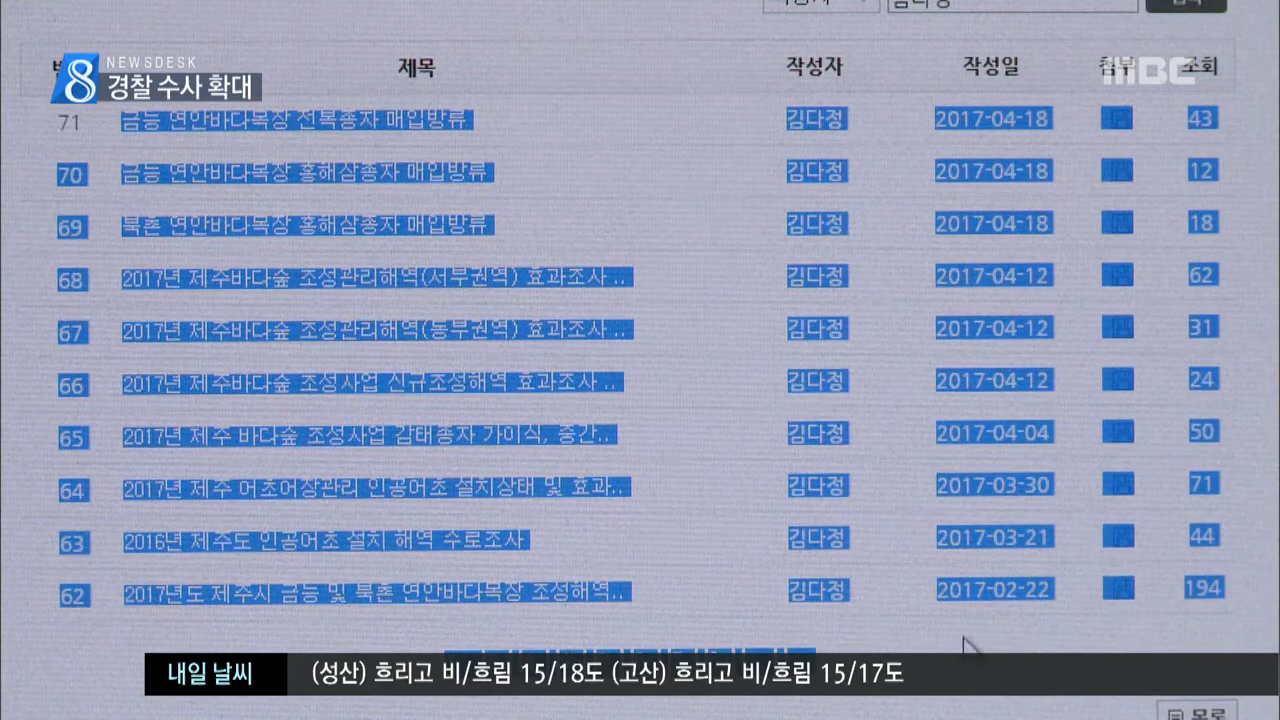 김다정
NEWSDESK
8 경찰 수사 확대
MBC
제목 작성자 작성일 첨부 조회
71 금능 연안바다목장 전복종자 매입방류 김다정 2017-04-18 43
70 금능 연안바다목장 홍해삼종자 매입방류 김다정 2017-04-18 12
69 북촌 연안바다목장 홍해삼종자 매입방류 김다정 2017-04-18 18
68 2017년 제주바다숲 조성관리해역(서부권역) 효과조사 .. 김다정 2017-04-12 62
67 2017년 제주바다숲 조성관리해역(동부권역) 효과조사 .. 김다정 2017-04-12 31
66 2017년 제주바다숲 조성사업 신규조성해역 효과조사 .. 김다정 2017-04-12 24
65 2017년 제주 바다숲 조성사업 감태종자 가이식, 중간.. 김다정 2017-04-04 50
64 2017년 제주 어초어장관리 인공어초 설치상태 및 효과.. 김다정 2017-03-30 71
63 2016년 제주도 인공어초 설치 해역 수로조사 김다정 2017-03-21 44
62 2017년도 제주시 금능 및 북촌 연안바다목장 조성해역.. 김다정 2017-02-22 194
내일 날씨 (성산) 흐리고 비/흐림 15/18도 (고산) 흐리고 비/흐림 15/17도
목록